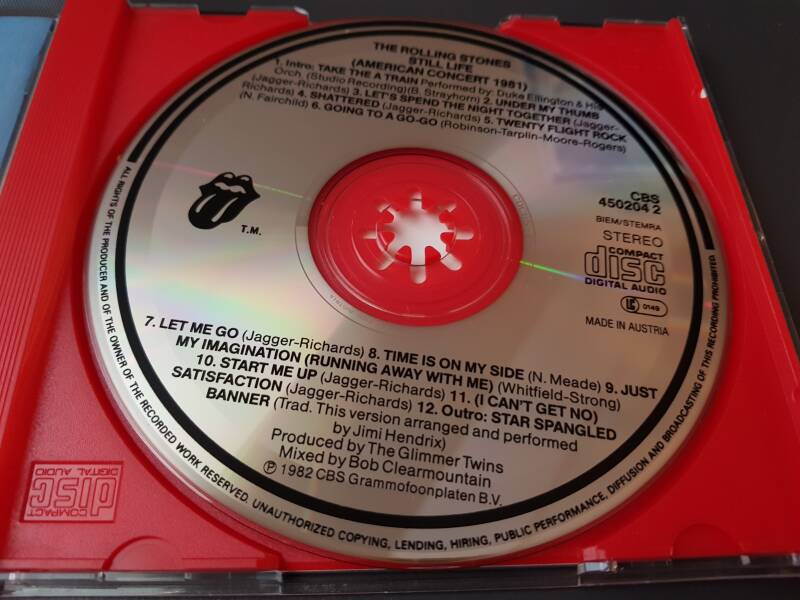 THE ROLLING STONES
STILL LIFE
(AMERICAN CONCERT 1981)
1. Intro: TAKE THE A TRAIN Performed by: Duke Ellington & His
Orch. (Studio Recording)(B. Strayhorn) 2. UNDER MY THUMB
(Jagger-Richards) 3. LET'S SPEND THE NIGHT TOGETHER (Jagger-
Richards) 4. SHATTERED (Jagger-Richards) 5. TWENTY FLIGHT ROCK
(N. Fairchild) 6. GOING TO A GO-GO (Robinson-Tarplin-Moore-Rogers)
T.M.
CBS
450204 2
BIEM/STEMRA
STEREO
COMPACT
disc
DIGITAL AUDIO
LC 0149
MADE IN AUSTRIA
7. LET ME GO (Jagger-Richards) 8. TIME IS ON MY SIDE (N. Meade) 9. JUST
MY IMAGINATION (RUNNING AWAY WITH ME) (Whitfield-Strong)
10. START ME UP (Jagger-Richards) 11. (I CAN'T GET NO)
SATISFACTION (Jagger-Richards) 12. Outro: STAR SPANGLED
BANNER (Trad. This version arranged and performed
by Jimi Hendrix)
Produced by The Glimmer Twins
Mixed by Bob Clearmountain
℗ 1982 CBS Grammofoonplaten B.V.
ALL RIGHTS OF THE PRODUCER AND OF THE OWNER OF THE RECORDED WORK RESERVED. UNAUTHORIZED COPYING, LENDING, HIRING, PUBLIC PERFORMANCE, DIFFUSION AND BROADCASTING OF THIS RECORDING PROHIBITED.
COMPACT
disc
DIGITAL AUDIO